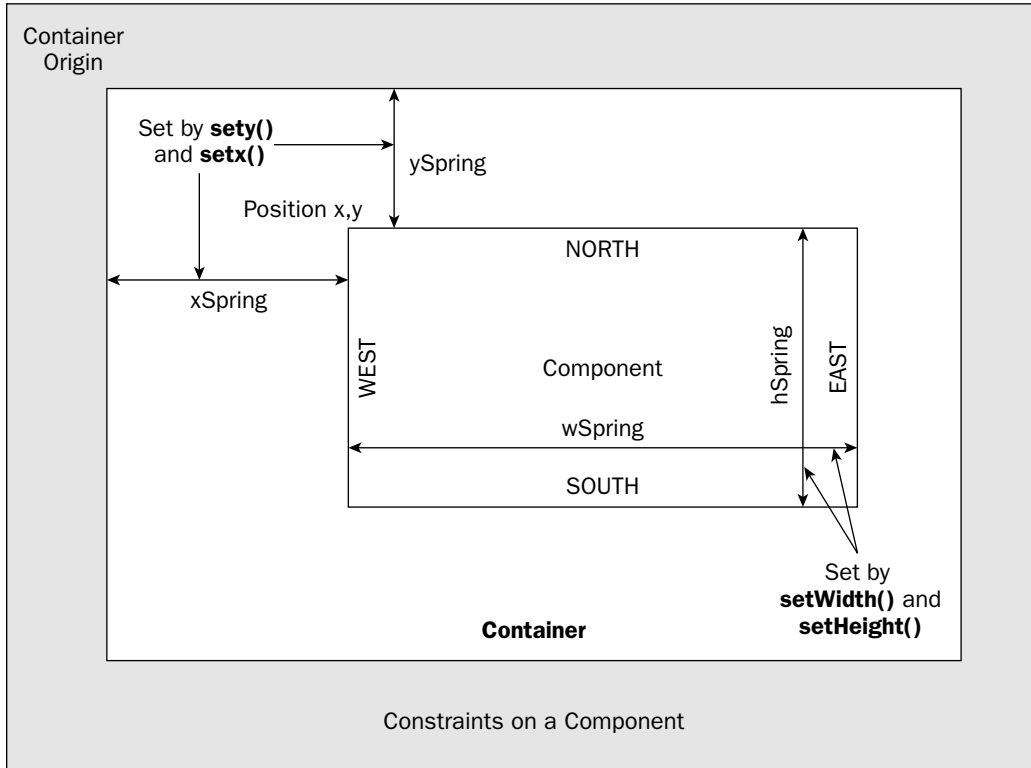 Container
Origin
Set by sety()
and setx()
ySpring
Position x,y
xSpring
NORTH
WEST
Component
hSpring
EAST
wSpring
SOUTH
Set by
setWidth() and
setHeight()
Container
Constraints on a Component